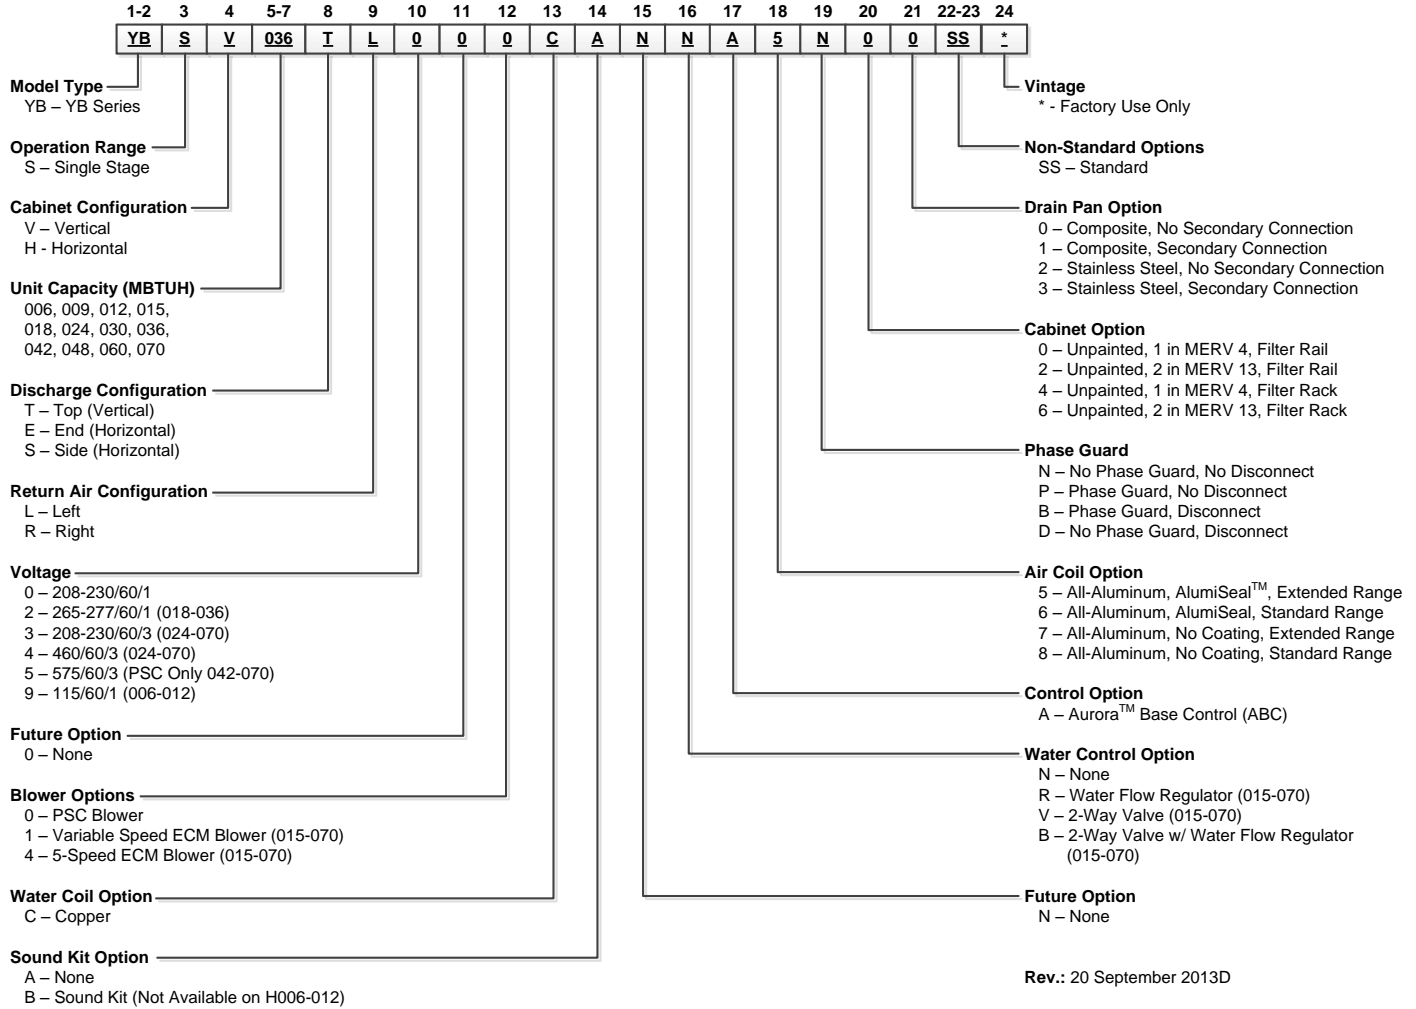 1-2 3 4 5-7 8 9 10 11 12 13 14 15 16 17 18 19 20 21 22-23 24
YB S V 036 T L 0 0 0 C A N N A 5 N 0 0 SS *
Model Type
YB – YB Series
Operation Range
S – Single Stage
Cabinet Configuration
V – Vertical
H - Horizontal
Unit Capacity (MBTUH)
006, 009, 012, 015,
018, 024, 030, 036,
042, 048, 060, 070
Discharge Configuration
T – Top (Vertical)
E – End (Horizontal)
S – Side (Horizontal)
Return Air Configuration
L – Left
R – Right
Voltage
0 – 208-230/60/1
2 – 265-277/60/1 (018-036)
3 – 208-230/60/3 (024-070)
4 – 460/60/3 (024-070)
5 – 575/60/3 (PSC Only 042-070)
9 – 115/60/1 (006-012)
Future Option
0 – None
Blower Options
0 – PSC Blower
1 – Variable Speed ECM Blower (015-070)
4 – 5-Speed ECM Blower (015-070)
Water Coil Option
C – Copper
Sound Kit Option
A – None
B – Sound Kit (Not Available on H006-012)
Vintage
* - Factory Use Only
Non-Standard Options
SS – Standard
Drain Pan Option
0 – Composite, No Secondary Connection
1 – Composite, Secondary Connection
2 – Stainless Steel, No Secondary Connection
3 – Stainless Steel, Secondary Connection
Cabinet Option
0 – Unpainted, 1 in MERV 4, Filter Rail
2 – Unpainted, 2 in MERV 13, Filter Rail
4 – Unpainted, 1 in MERV 4, Filter Rack
6 – Unpainted, 2 in MERV 13, Filter Rack
Phase Guard
N – No Phase Guard, No Disconnect
P – Phase Guard, No Disconnect
B – Phase Guard, Disconnect
D – No Phase Guard, Disconnect
Air Coil Option
5 – All-Aluminum, AlumiSeal™, Extended Range
6 – All-Aluminum, AlumiSeal, Standard Range
7 – All-Aluminum, No Coating, Extended Range
8 – All-Aluminum, No Coating, Standard Range
Control Option
A – Aurora™ Base Control (ABC)
Water Control Option
N – None
R – Water Flow Regulator (015-070)
V – 2-Way Valve (015-070)
B – 2-Way Valve w/ Water Flow Regulator
(015-070)
Future Option
N – None
Rev.: 20 September 2013D